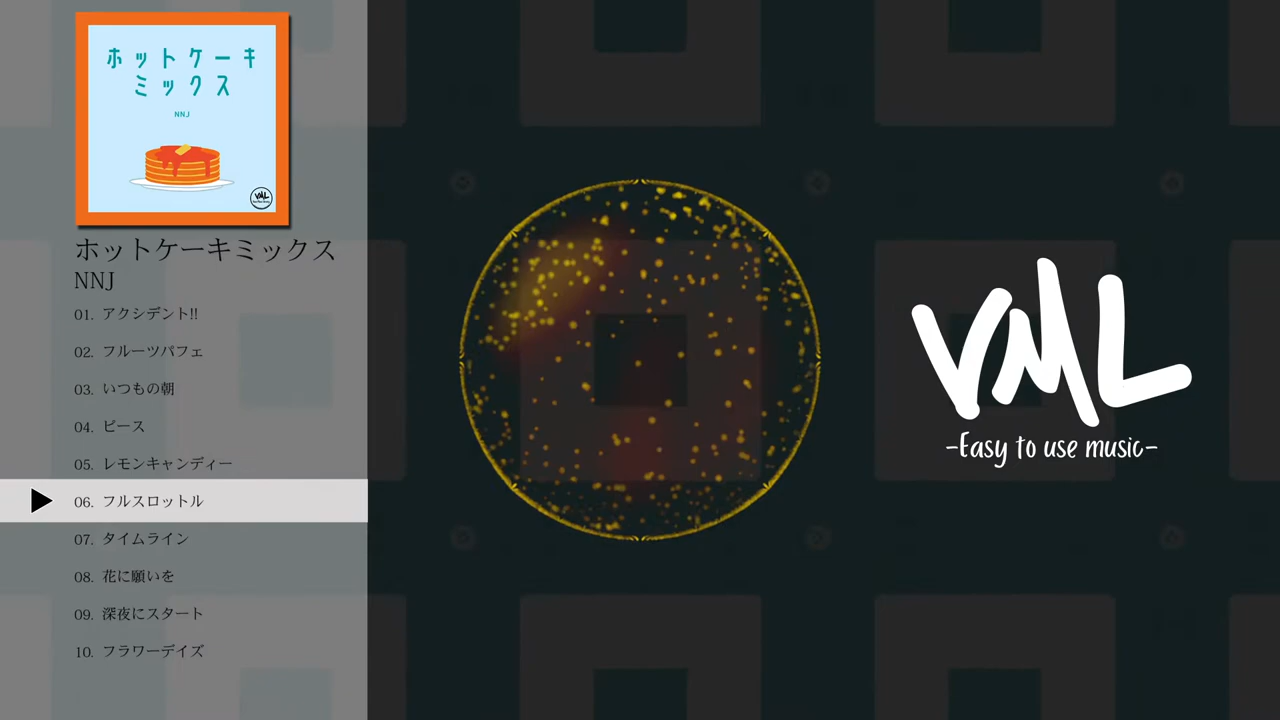 ホットケーキ
ミックス
NNJ
VML
ホットケーキミックス
NNJ
01. アクシデント!!
02. フルーツパフェ
03. いつもの朝
04. ピース
05. レモンキャンディー
06. フルスロットル
07. タイムライン
08. 花に願いを
09. 深夜にスタート
10. フラワーデイズ
VML
-Easy to use music-